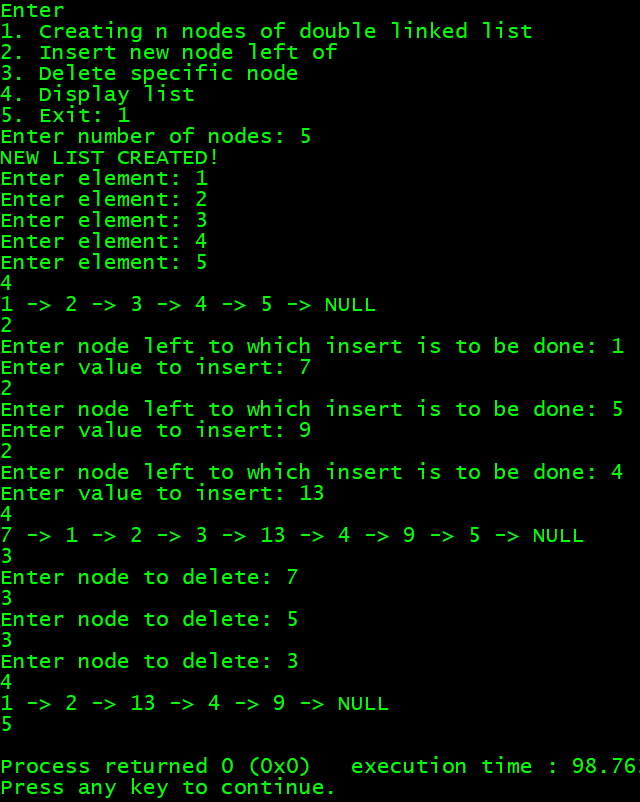 Enter
1. Creating n nodes of double linked list
2. Insert new node left of
3. Delete specific node
4. Display list
5. Exit: 1
Enter number of nodes: 5
NEW LIST CREATED!
Enter element: 1
Enter element: 2
Enter element: 3
Enter element: 4
Enter element: 5
4
1 -> 2 -> 3 -> 4 -> 5 -> NULL
2
Enter node left to which insert is to be done: 1
Enter value to insert: 7
2
Enter node left to which insert is to be done: 5
Enter value to insert: 9
2
Enter node left to which insert is to be done: 4
Enter value to insert: 13
4
7 -> 1 -> 2 -> 3 -> 13 -> 4 -> 9 -> 5 -> NULL
3
Enter node to delete: 7
3
Enter node to delete: 5
3
Enter node to delete: 3
4
1 -> 2 -> 13 -> 4 -> 9 -> NULL
5
Process returned 0 (0x0)   execution time : 98.76
Press any key to continue.